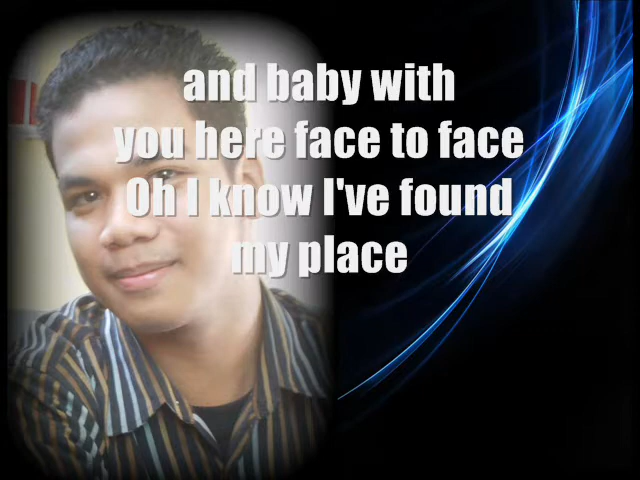 and baby with
you here face to face
Oh I know I've found
my place